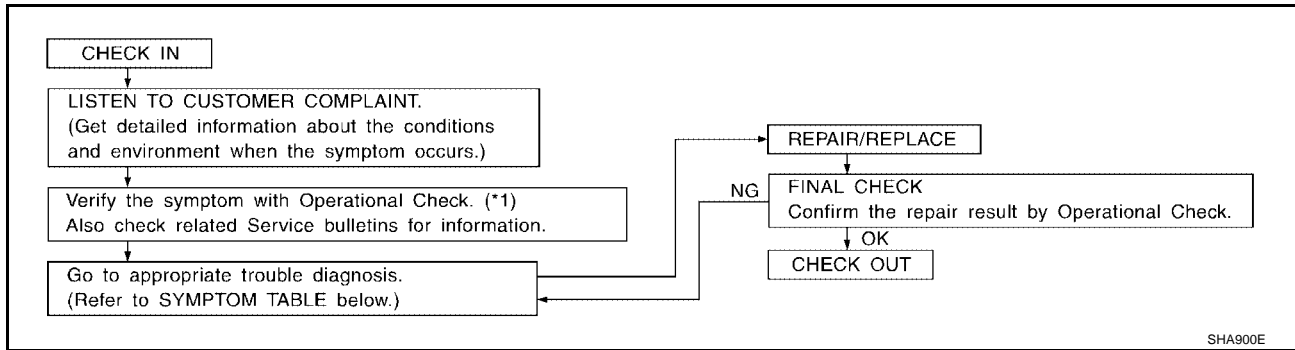 CHECK IN
LISTEN TO CUSTOMER COMPLAINT.
(Get detailed information about the conditions
and environment when the symptom occurs.)
Verify the symptom with Operational Check. (*1)
Also check related Service bulletins for information.
Go to appropriate trouble diagnosis.
(Refer to SYMPTOM TABLE below.)
REPAIR/REPLACE
NG
FINAL CHECK
Confirm the repair result by Operational Check.
OK
CHECK OUT
SHA900E